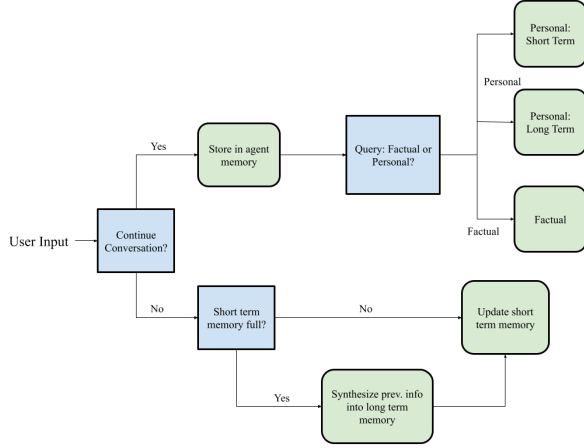 Personal:
Short Term
Personal
Yes
Store in agent
memory
Query: Factual or
Personal?
Personal:
Long Term
User Input
Continue
Conversation?
Factual
Factual
No
Short term
memory full?
No
Update short
term memory
Yes
Synthesize prev. info
into long term
memory